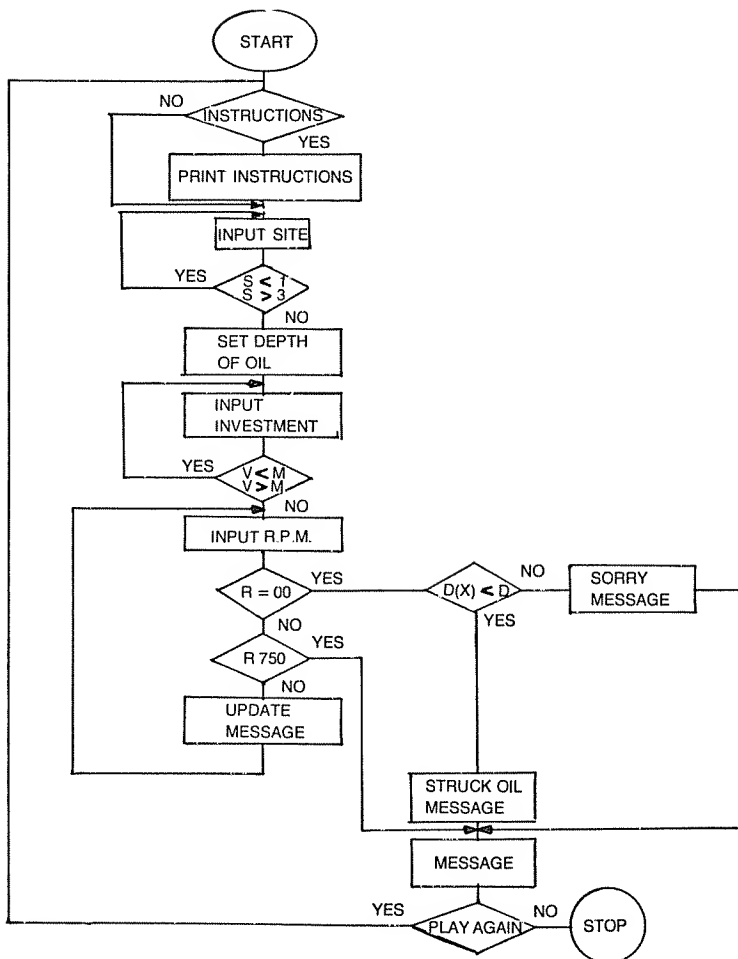 START
NO
INSTRUCTIONS
YES
PRINT INSTRUCTIONS
INPUT SITE
YES
S < 1
S > 3
NO
SET DEPTH
OF OIL
INPUT
INVESTMENT
YES
V < M
V > M
NO
INPUT R.P.M.
R = 00
YES
D(X) < D
NO
SORRY
MESSAGE
YES
NO
R 750
YES
NO
UPDATE
MESSAGE
STRUCK OIL
MESSAGE
MESSAGE
YES
PLAY AGAIN
NO
STOP